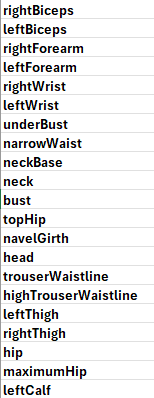 rightBiceps
leftBiceps
rightForearm
leftForearm
rightWrist
leftWrist
underBust
narrowWaist
neckBase
neck
bust
topHip
navelGirth
head
trouserWaistline
highTrouserWaistline
leftThigh
rightThigh
hip
maximumHip
leftCalf